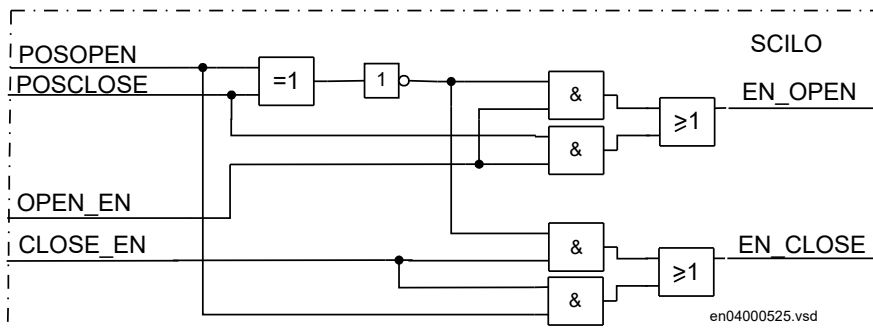 POSOPEN
SCILO
POSCLOSE
=1
1
&
EN_OPEN
≥1
&
OPEN_EN
CLOSE_EN
&
EN_CLOSE
≥1
&
en04000525.vsd